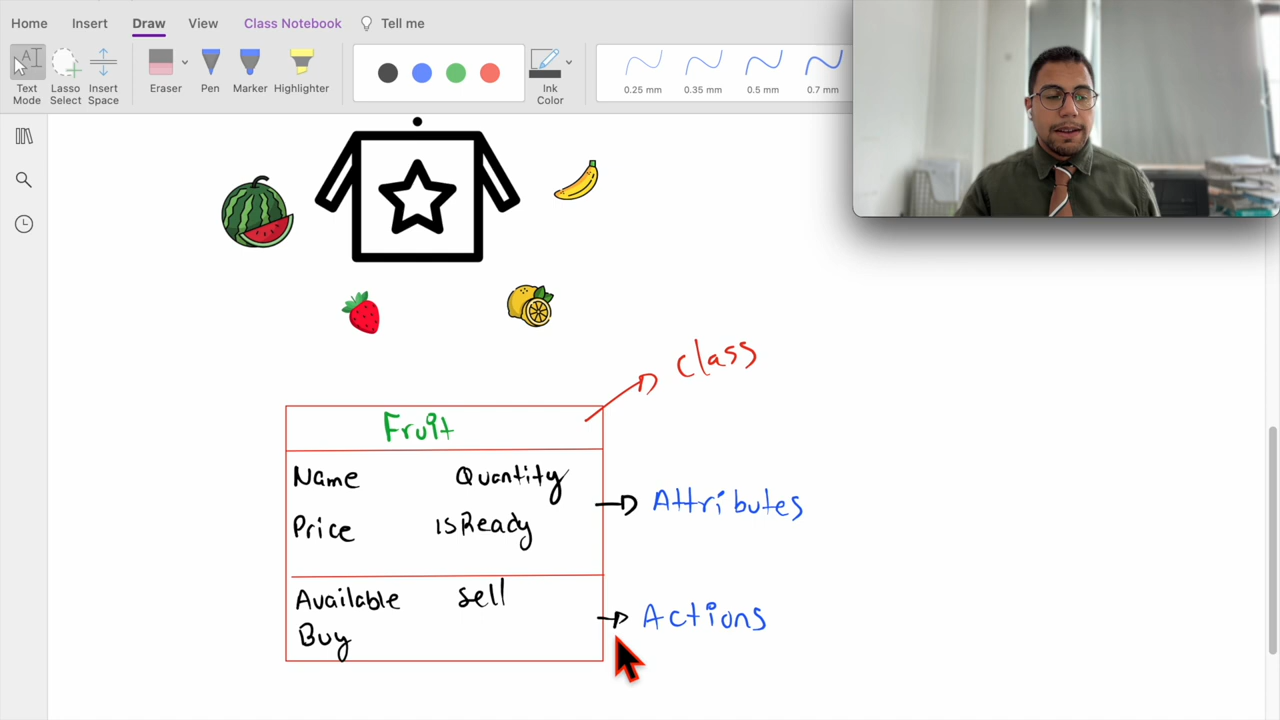 Home Insert Draw View Class Notebook Tell me
Text Mode
Lasso Select
Insert Space
Eraser
Pen
Marker
Highlighter
Ink Color
0.25 mm
0.35 mm
0.5 mm
0.7 mm
Class
Fruit
Name Quantity
Attributes
Price isReady
Available sell
Actions
Buy